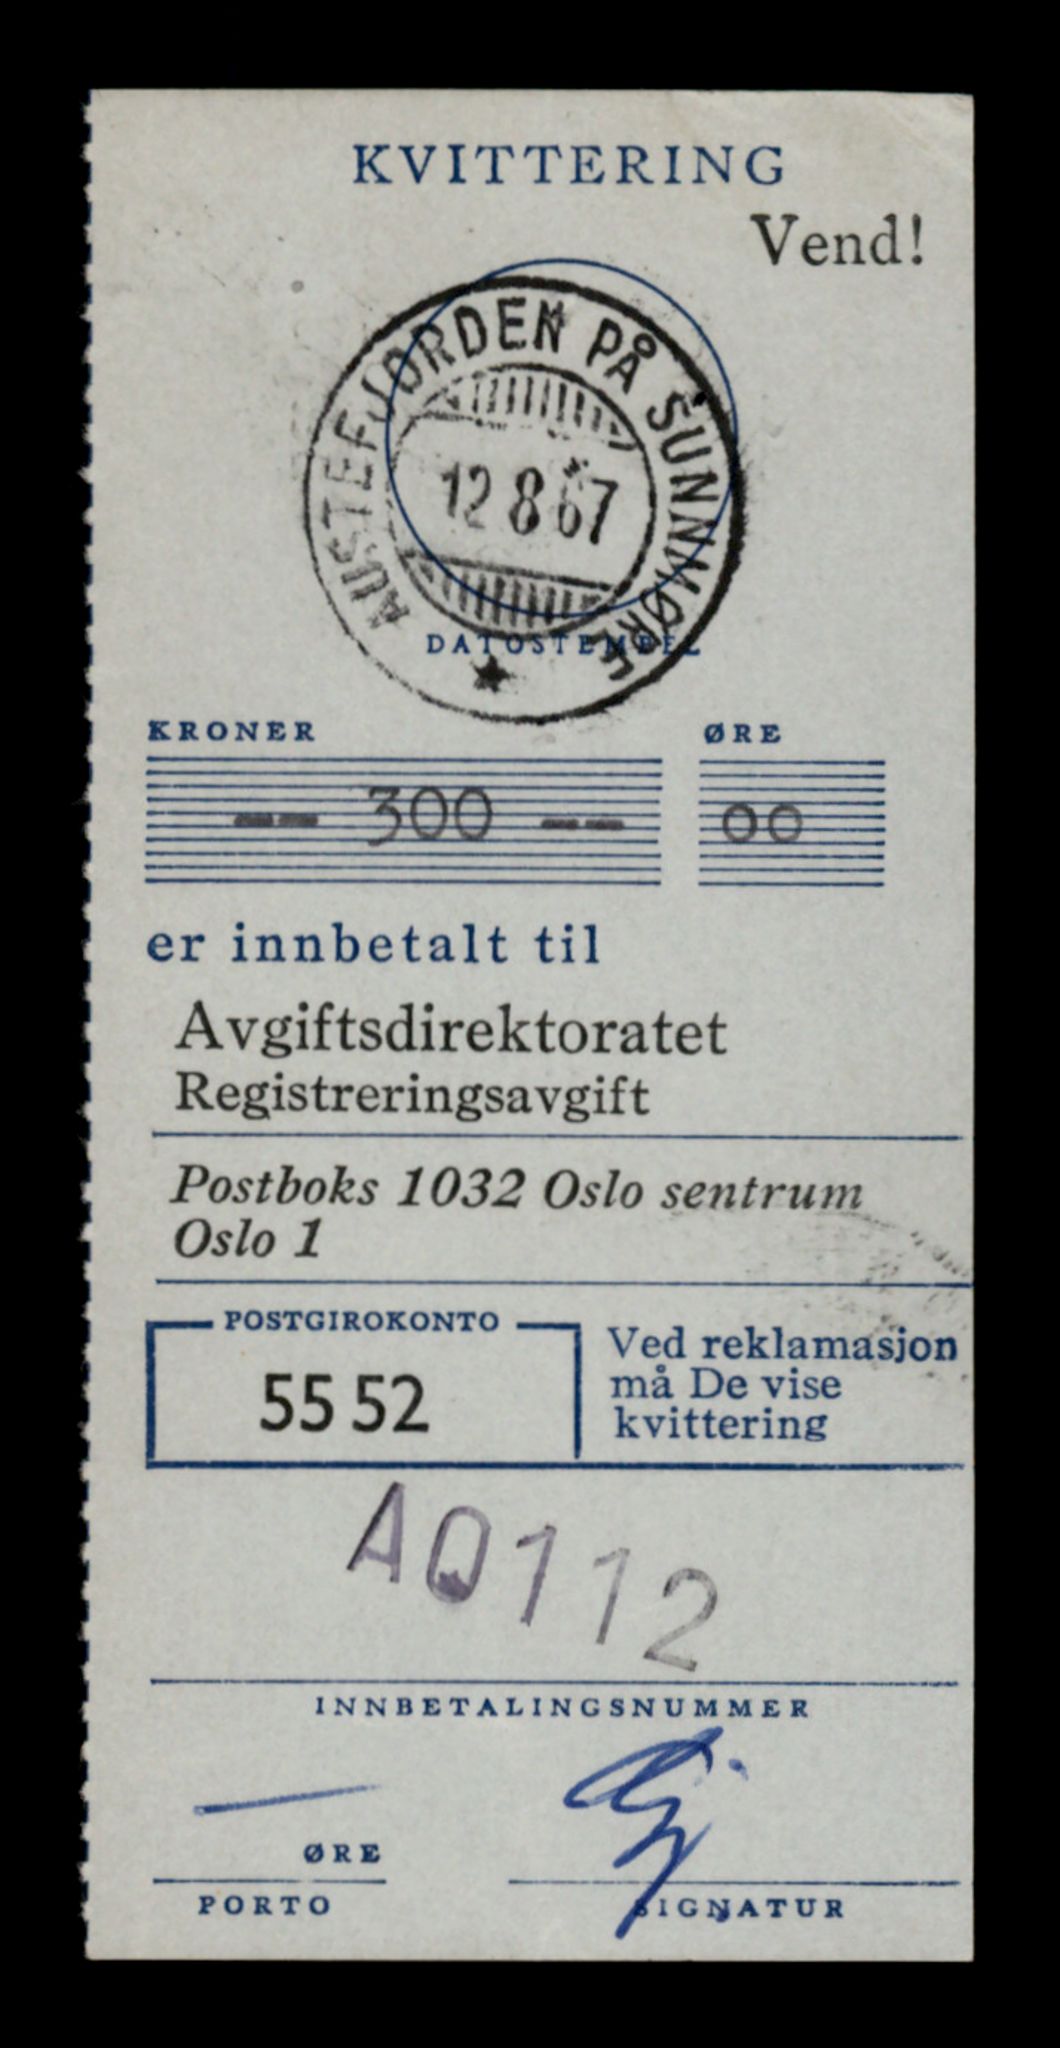 KVITTERING
Vend!
AUSTEFJORDEN PÅ SUNNMØRE
12 8 67
DATOSTEMPEL
KRONER ØRE
-- 300 -- 00
er innbetalt til
Avgiftsdirektoratet
Registreringsavgift
Postboks 1032 Oslo sentrum
Oslo 1
POSTGIROKONTO
55 52
Ved reklamasjon
må De vise
kvittering
AQ112
INNBETALINGSNUMMER
ØRE
PORTO
SIGNATUR